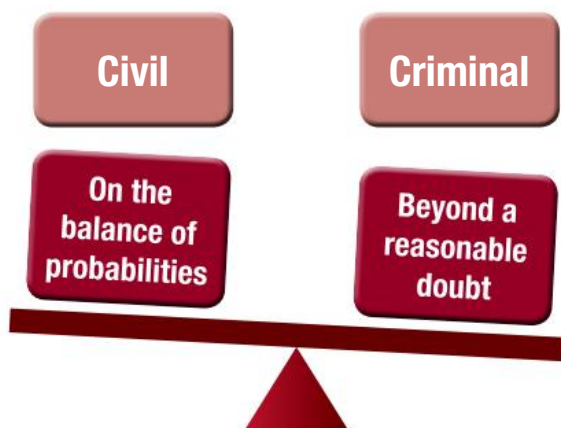 Civil
Criminal
On the
balance of
probabilities
Beyond a
reasonable
doubt